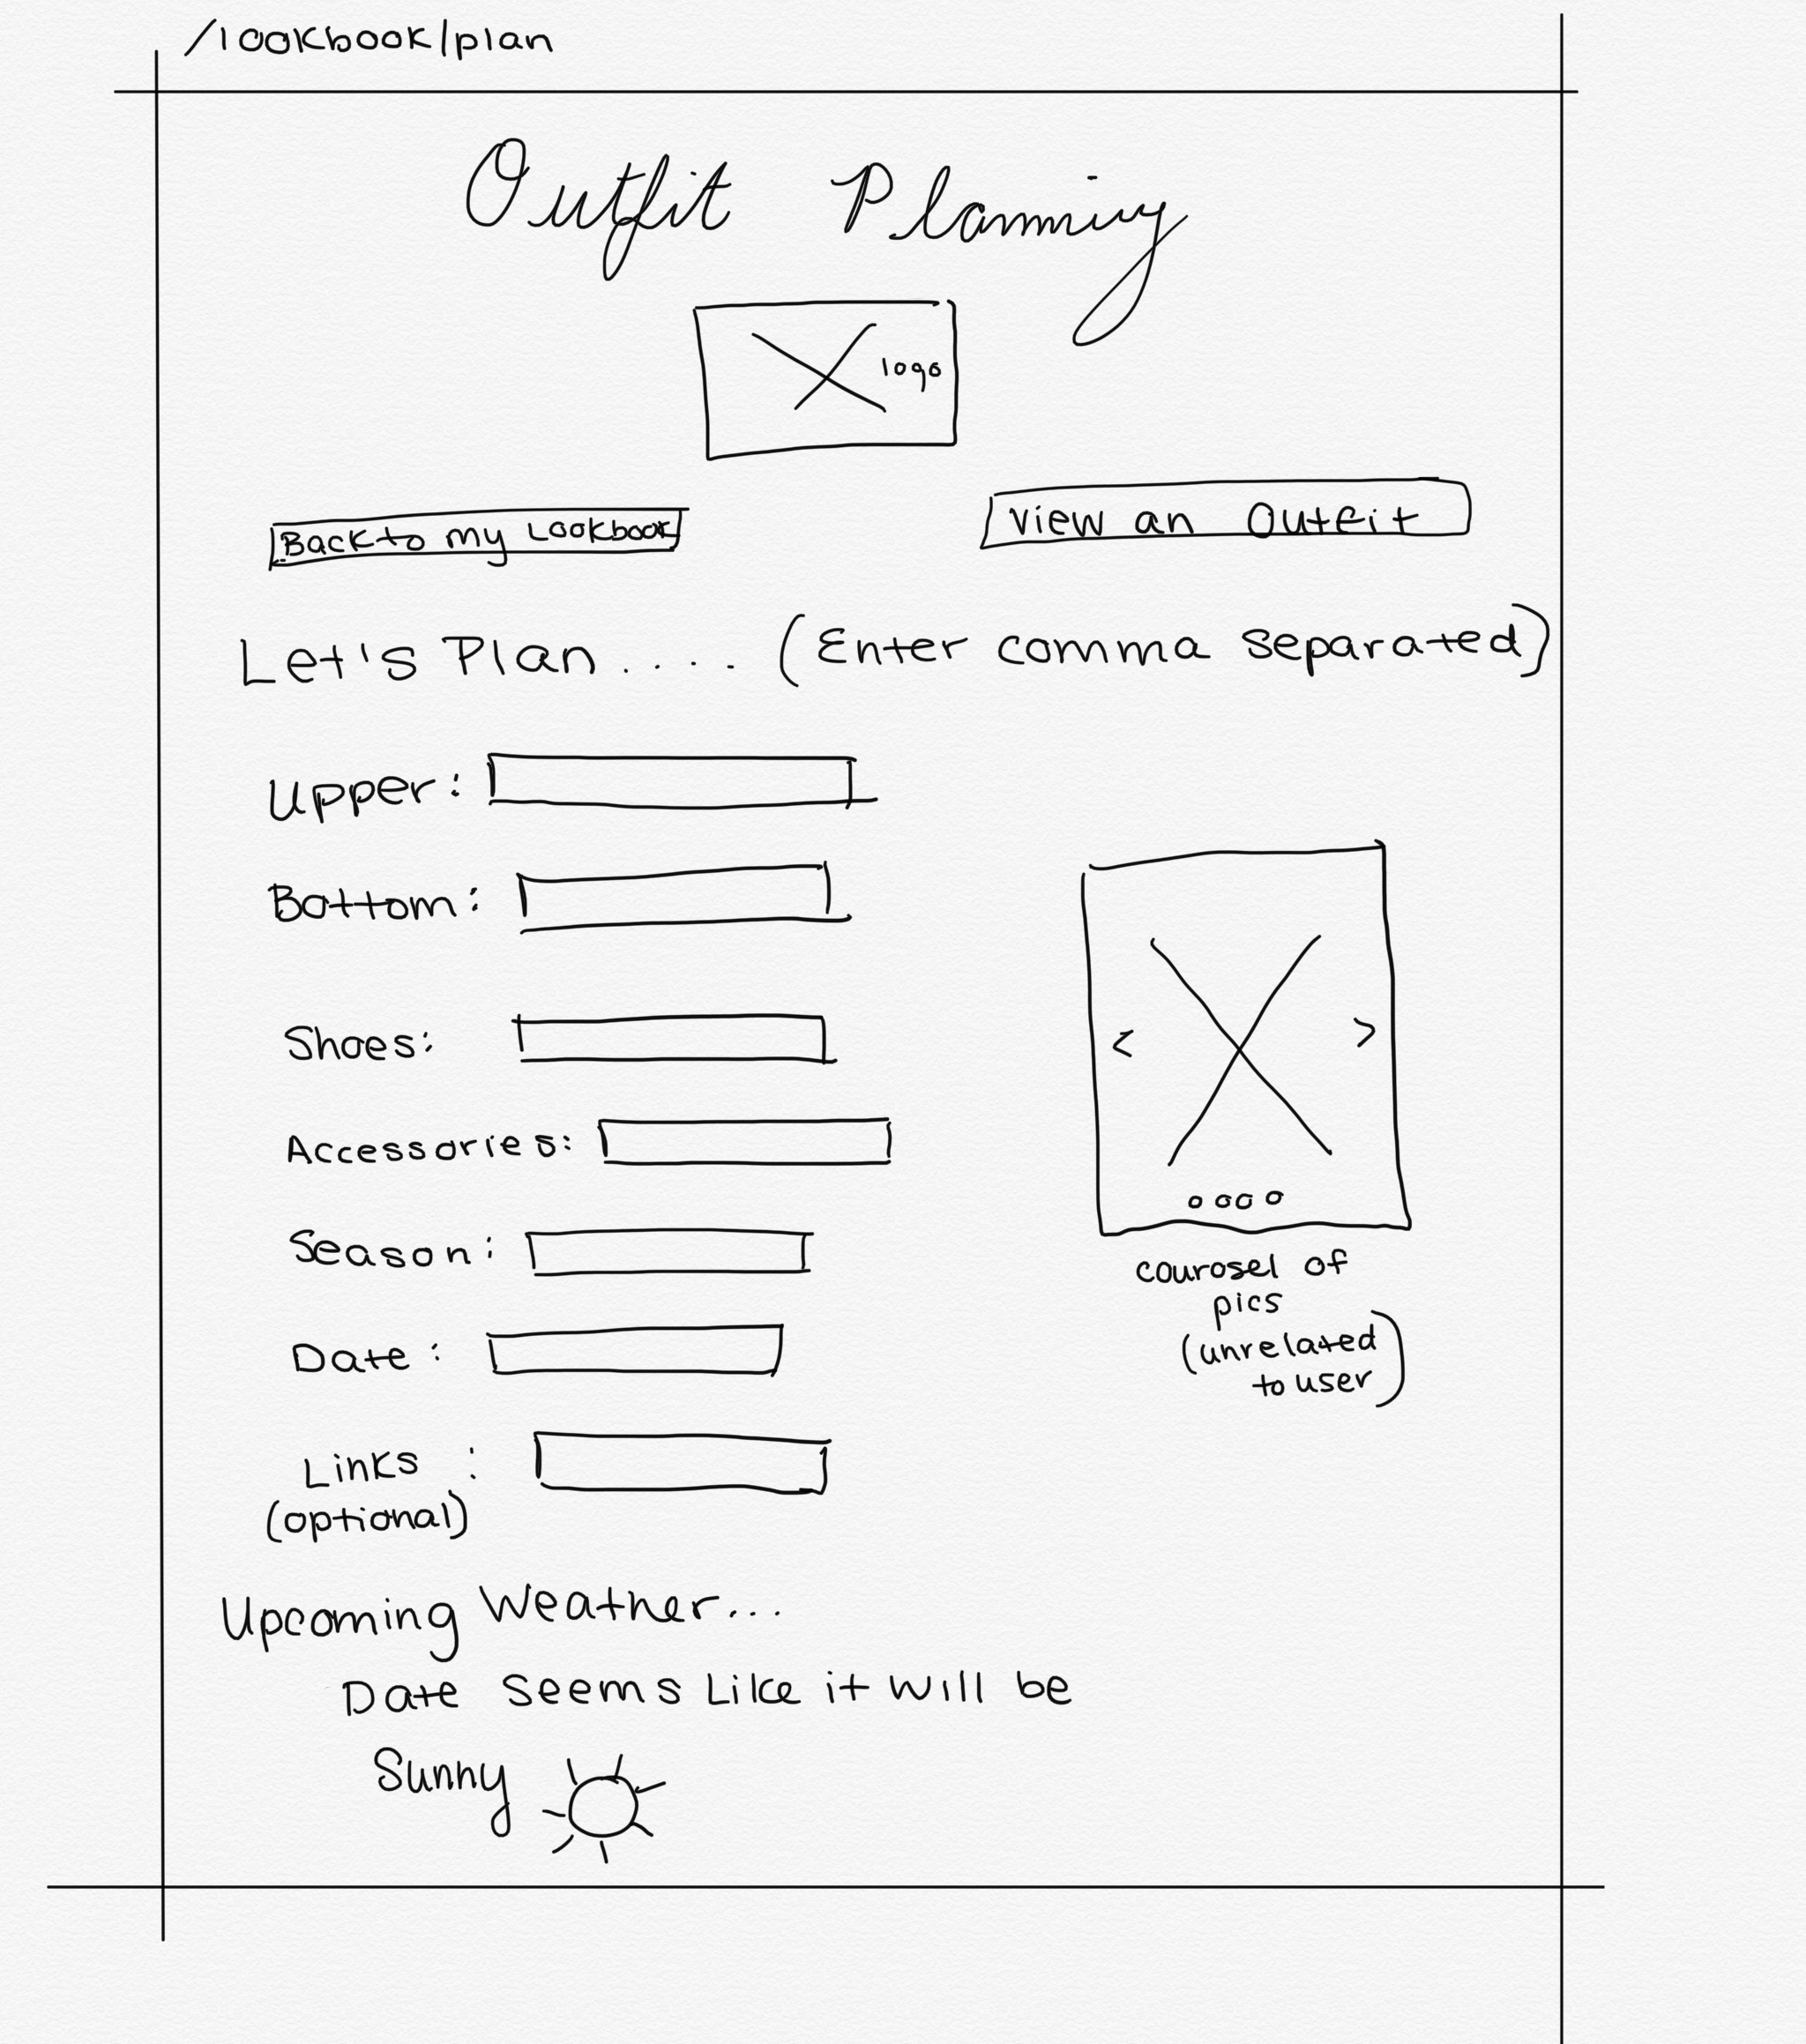 /lookbook/plan
Outfit Planning
logo
Back to my Lookbook
View an Outfit
Let's Plan .... (Enter comma separated)
Upper:
Bottom:
Shoes:
Accessories:
Season:
Date:
Links :
(optional)
<
>
courosel of
pics
(unrelated
to user)
Upcoming Weather...
Date seems like it will be
Sunny